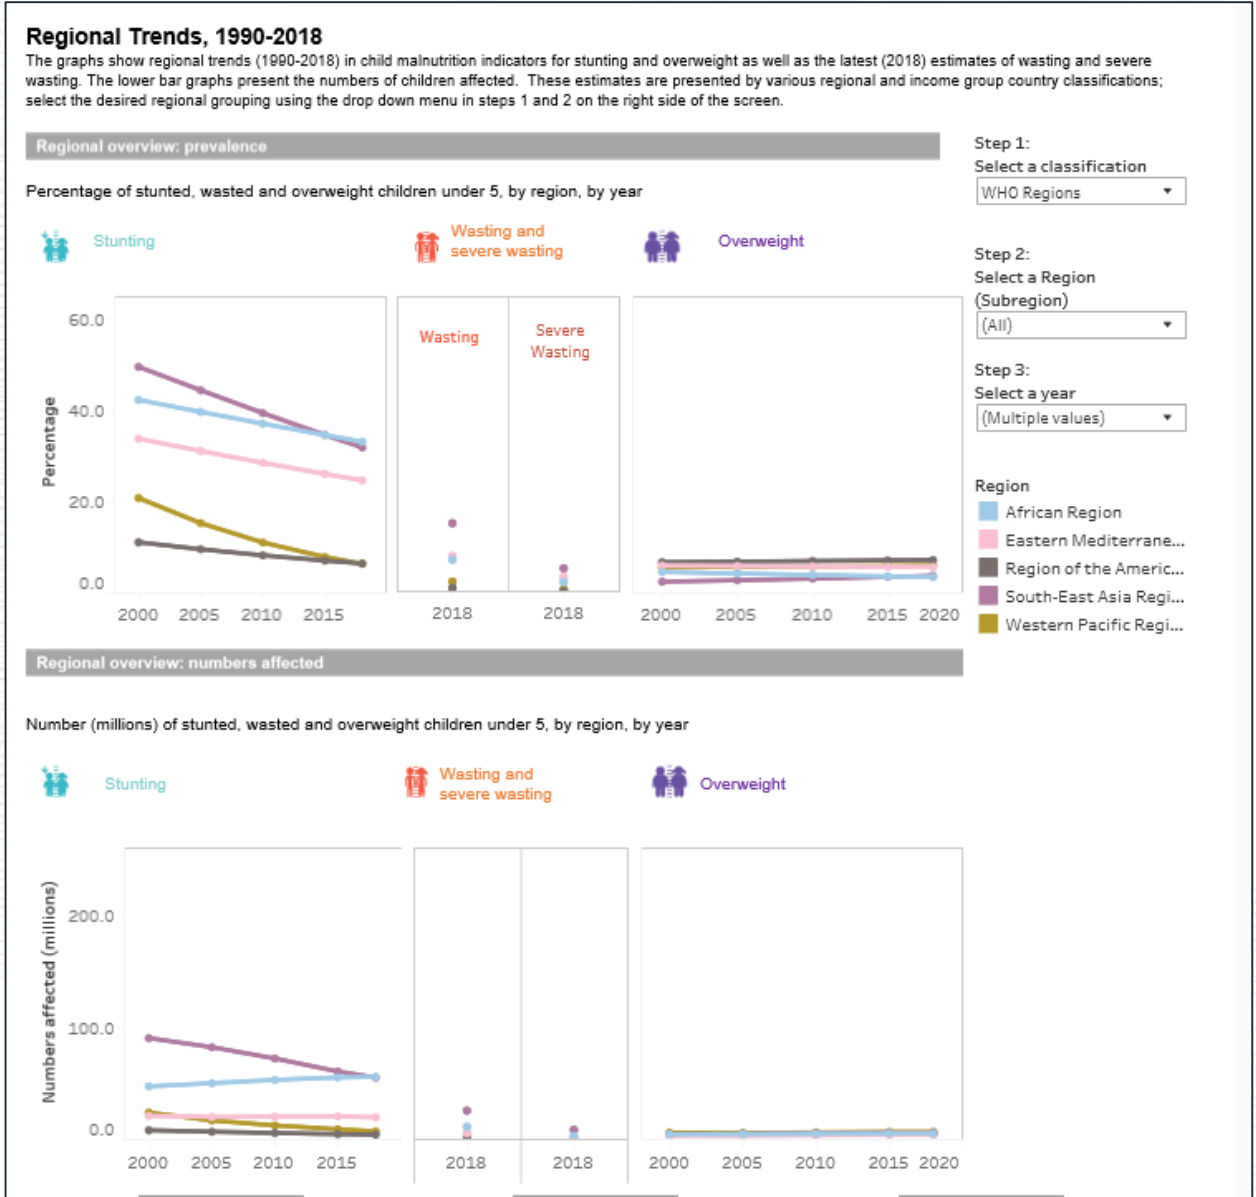 Regional Trends, 1990-2018
The graphs show regional trends (1990-2018) in child malnutrition indicators for stunting and overweight as well as the latest (2018) estimates of wasting and severe
wasting. The lower bar graphs present the numbers of children affected. These estimates are presented by various regional and income group country classifications;
select the desired regional grouping using the drop down menu in steps 1 and 2 on the right side of the screen.
Regional overview: prevalence
Percentage of stunted, wasted and overweight children under 5, by region, by year
Stunting
Wasting and
severe wasting
Overweight
Percentage
60.0
40.0
20.0
0.0
Wasting
Severe
Wasting
2000 2005 2010 2015
2018
2018
2000 2005 2010 2015 2020
Step 1:
Select a classification
WHO Regions
Step 2:
Select a Region
(Subregion)
(All)
Step 3:
Select a year
(Multiple values)
Region
African Region
Eastern Mediterrane...
Region of the Americ...
South-East Asia Regi...
Western Pacific Regi...
Regional overview: numbers affected
Number (millions) of stunted, wasted and overweight children under 5, by region, by year
Stunting
Wasting and
severe wasting
Overweight
Numbers affected (millions)
200.0
100.0
0.0
2000 2005 2010 2015
2018
2018
2000 2005 2010 2015 2020